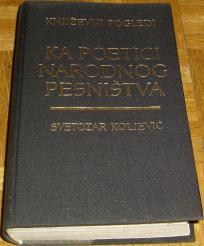 KNJIŽEVNI POGLEDI
KA POETICI
NARODNOG
PESNIŠTVA
SVETOZAR KOLJEVIĆ